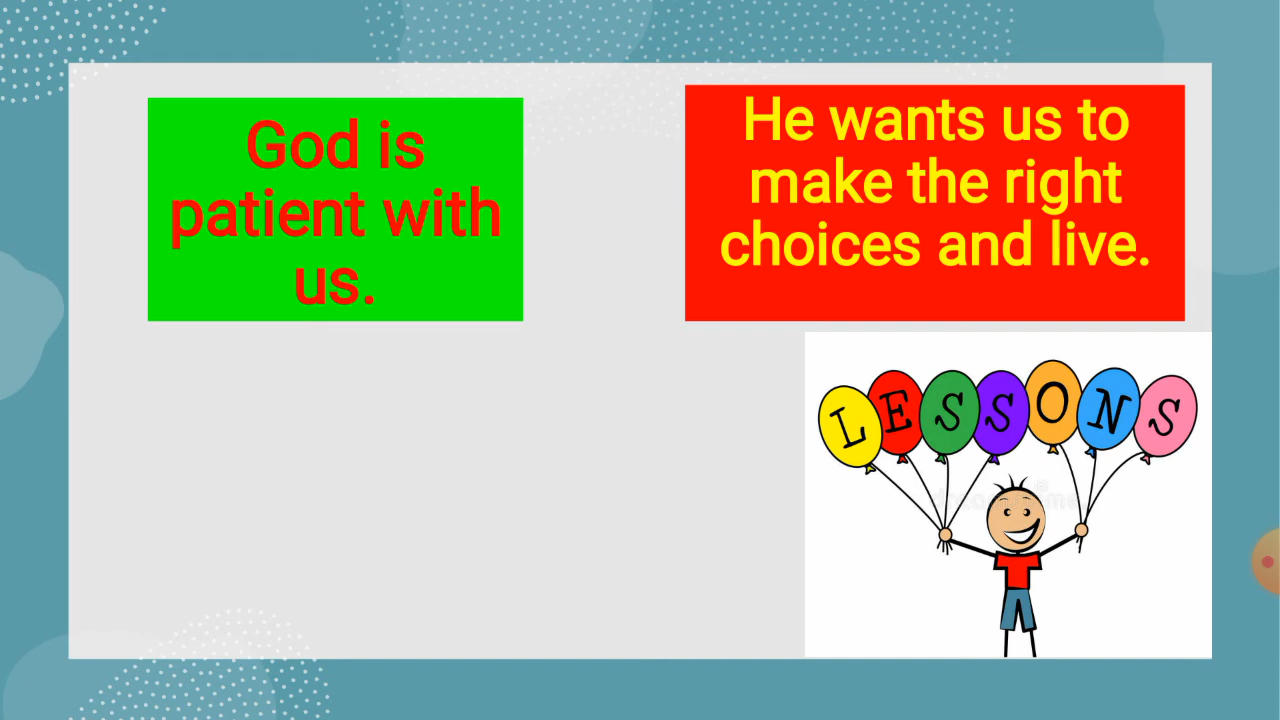 God is
patient with
us.
He wants us to
make the right
choices and live.
LESSONS